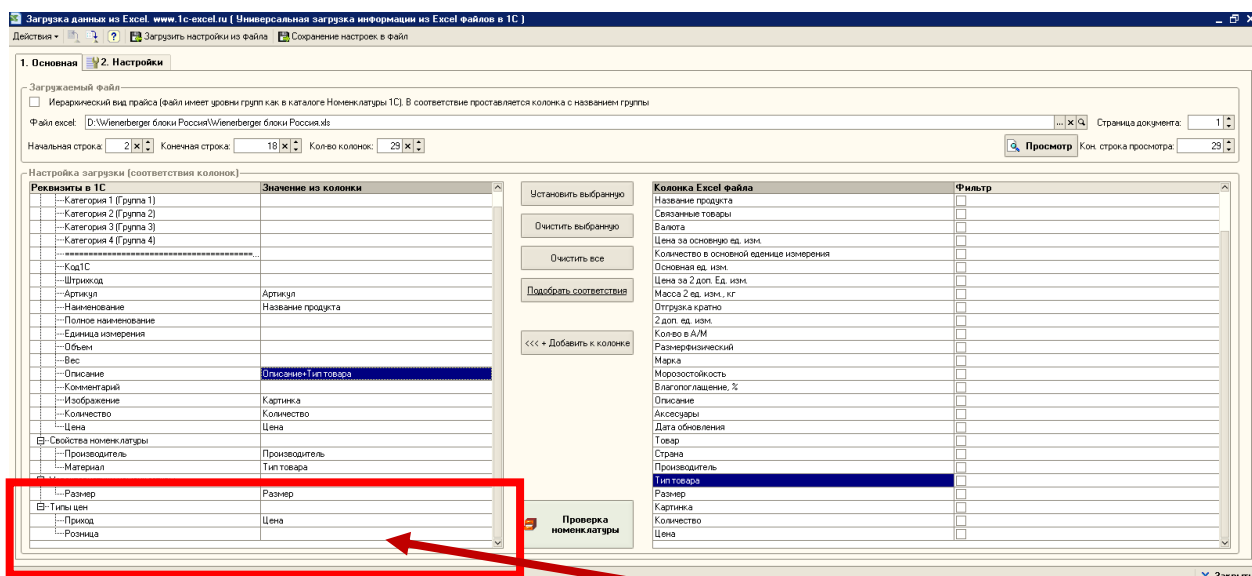 Загрузка данных из Excel. www.1c-excel.ru ( Универсальная загрузка информации из Excel файлов в 1С )
Действия Загрузить настройки из файла Сохранение настроек в файл
1. Основная 2. Настройки
Загружаемый файл
Иерархический вид прайса (файл имеет уровни групп как в каталоге Номенклатуры 1С). В соответствие проставляется колонка с названием группы
Файл excel: D:\Wienerberger блоки Россия\Wienerberger блоки Россия.xls ... x Страница документа: 1
Начальная строка: 2 x Конечная строка: 18 x Кол-во колонок: 29 x Просмотр Кон. строка просмотра: 29
Настройка загрузки (соответствия колонок)
Реквизиты в 1С Значение из колонки
Категория 1 (Группа 1)
Категория 2 (Группа 2)
Категория 3 (Группа 3)
Категория 4 (Группа 4)
=======================================...
Код1С
Штрихкод
Артикул Артикул
Наименование Название продукта
Полное наименование
Единица измерения
Объем
Вес
Описание Описание+Тип товара
Комментарий
Изображение Картинка
Количество Количество
Цена Цена
Свойства номенклатуры
Производитель Производитель
Материал Тип товара
Размер Размер
Типы цен
Приход Цена
Розница
Установить выбранную
Очистить выбранную
Очистить все
Подобрать соответствия
<<< + Добавить к колонке
Проверка
номенклатуры
Колонка Excel файла Фильтр
Название продукта
Связанные товары
Валюта
Цена за основную ед. изм.
Количество в основной еденице измерения
Основная ед. изм.
Цена за 2 доп. Ед. изм.
Масса 2 ед. изм., кг
Отгрузка кратно
2 доп. ед. изм.
Кол-во в А/М
Размерфизический
Марка
Морозостойкость
Влагопоглащение, %
Описание
Аксесуары
Дата обновления
Товар
Страна
Производитель
Тип товара
Размер
Картинка
Количество
Цена